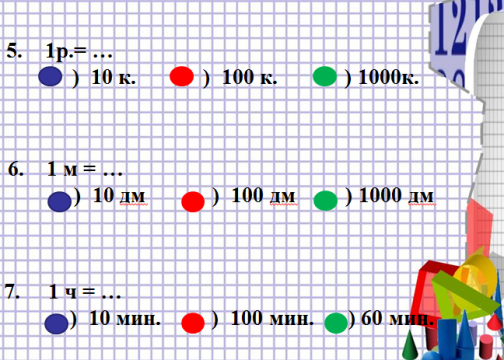 5. 1р.= …
) 10 к. ) 100 к. ) 1000к.
6. 1 м = …
) 10 дм ) 100 дм ) 1000 дм
7. 1 ч = …
) 10 мин. ) 100 мин. ) 60 мин.